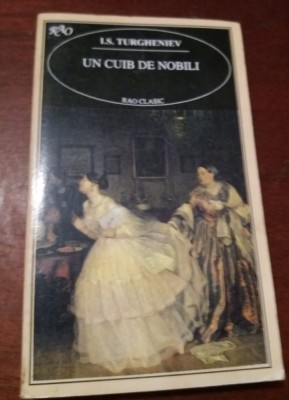 RAO
I.S. TURGHENIEV
UN CUIB DE NOBILI
RAO CLASIC